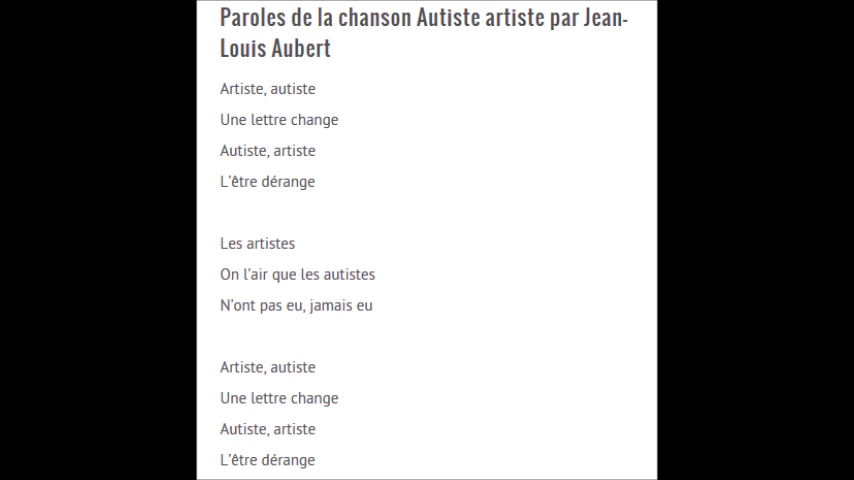 Paroles de la chanson Autiste artiste par Jean-
Louis Aubert
Artiste, autiste
Une lettre change
Autiste, artiste
L'être dérange
Les artistes
On l'air que les autistes
N'ont pas eu, jamais eu
Artiste, autiste
Une lettre change
Autiste, artiste
L'être dérange